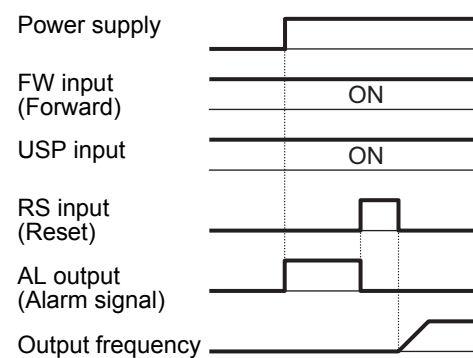 Power supply
FW input
(Forward)
ON
USP input
ON
RS input
(Reset)
AL output
(Alarm signal)
Output frequency